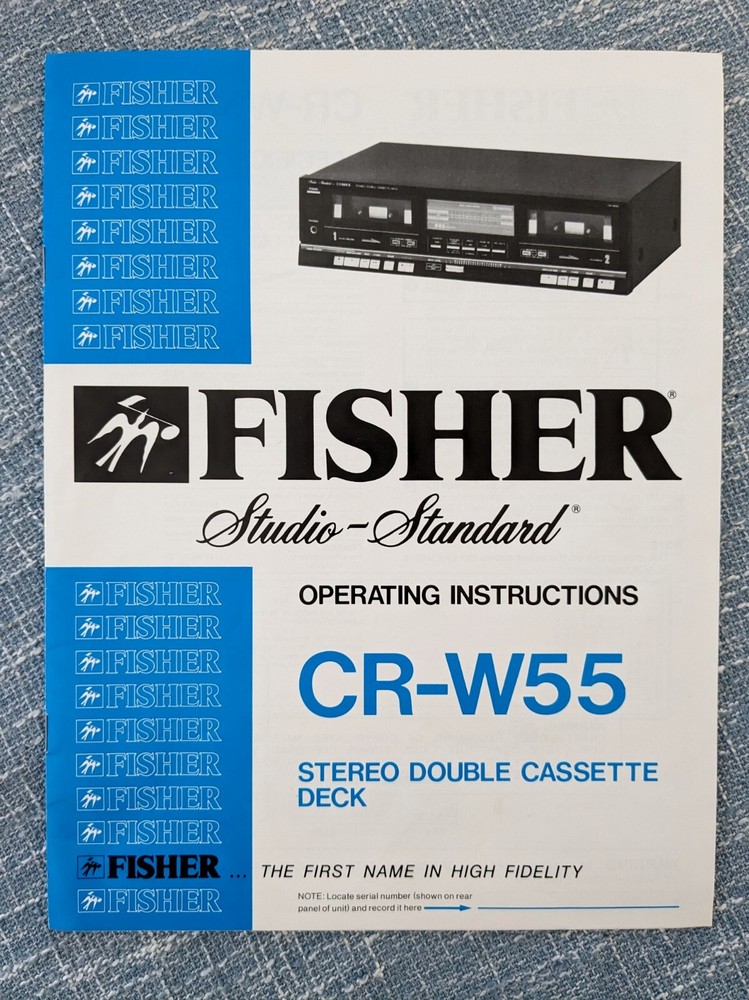 FISHER
FISHER
FISHER
FISHER
FISHER
FISHER
FISHER
FISHER
FISHER®
Studio-Standard®
FISHER
FISHER
FISHER
FISHER
FISHER
FISHER
FISHER
FISHER
OPERATING INSTRUCTIONS
CR-W55
STEREO DOUBLE CASSETTE
DECK
FISHER ... THE FIRST NAME IN HIGH FIDELITY
FISHER
NOTE: Locate serial number (shown on rear
panel of unit) and record it here